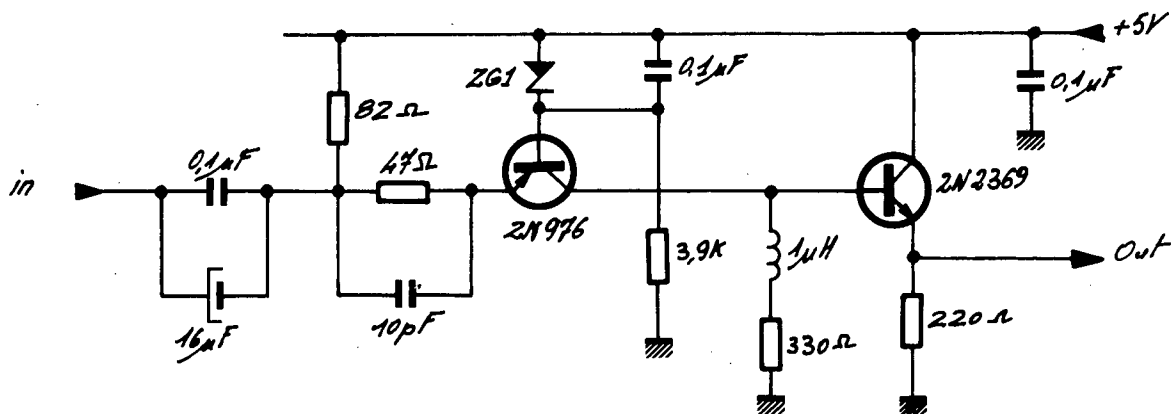 +5V
ZG1
0,1µF
0,1µF
82Ω
0,1µF
47Ω
in
2N976
2N2369
3,9K
1µH
Out
16µF
10pF
330Ω
220Ω